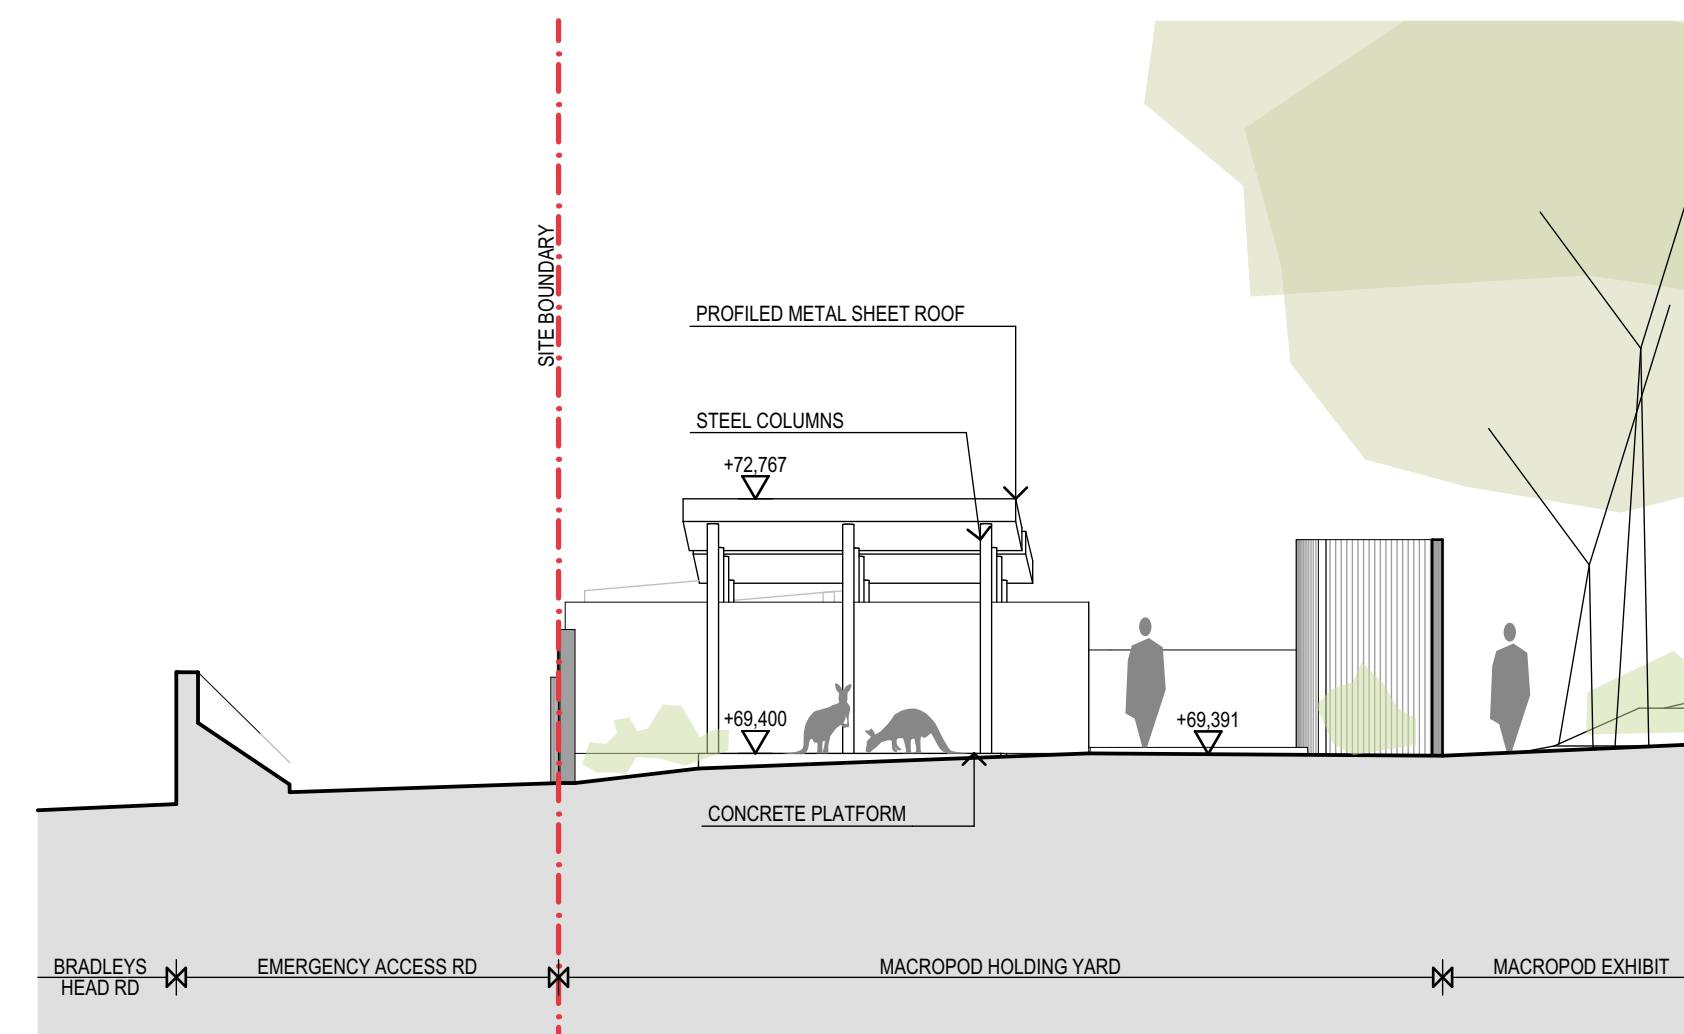 SITE BOUNDARY
PROFILED METAL SHEET ROOF
STEEL COLUMNS
+72,767
+69,400
+69,391
CONCRETE PLATFORM
BRADLEYS
HEAD RD
EMERGENCY ACCESS RD
MACROPOD HOLDING YARD
MACROPOD EXHIBIT